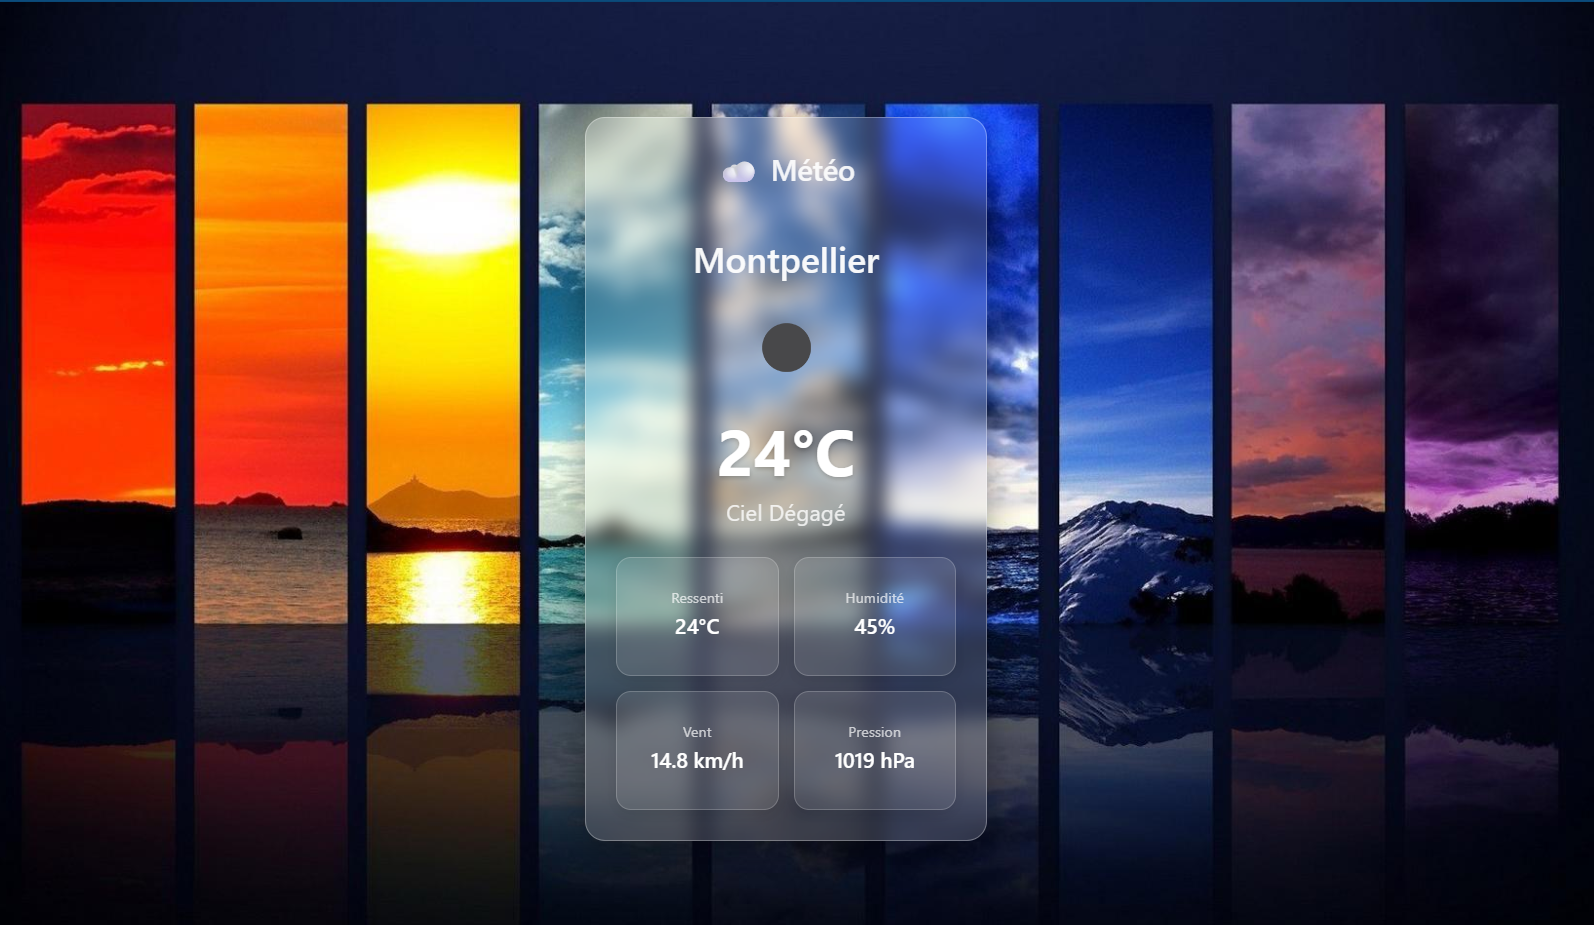 Météo
Montpellier
24°C
Ciel Dégagé
Ressenti
24°C
Humidité
45%
Vent
14.8 km/h
Pression
1019 hPa